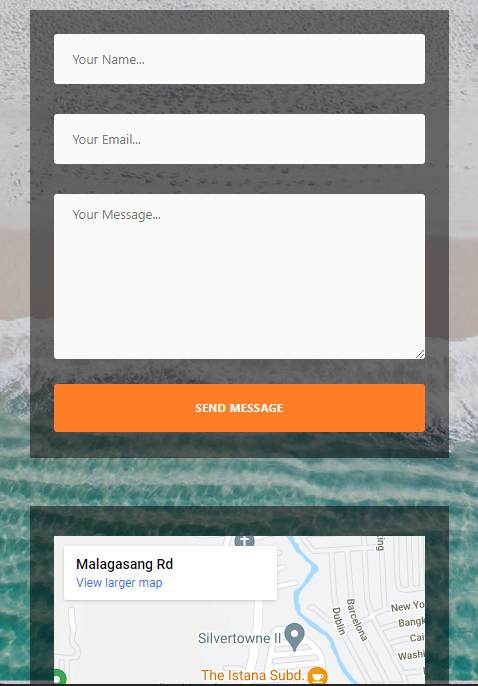 Your Name...
Your Email...
Your Message...
SEND MESSAGE
Malagasang Rd
View larger map
Silvertowne II
The Istana Subd.
Dublin
Barcelona
New Yo
Bangk
Cai
Washi
ing